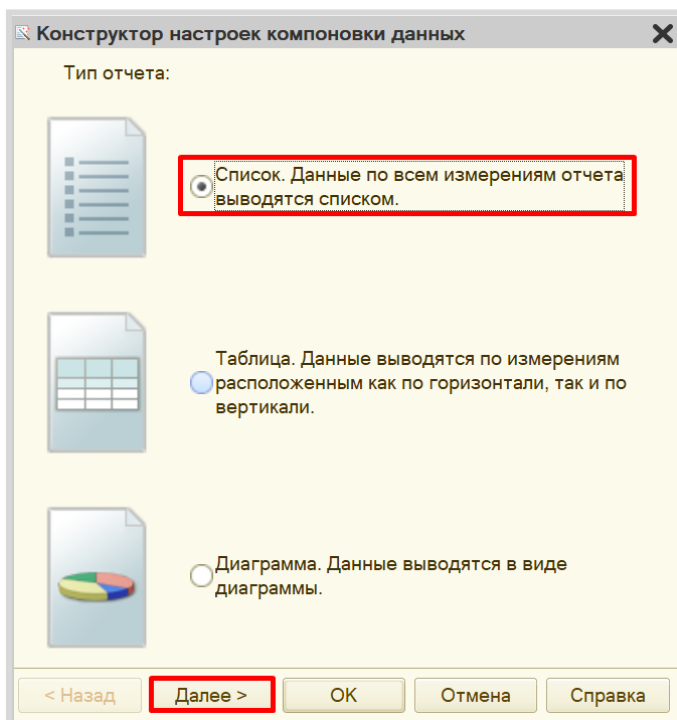 Конструктор настроек компоновки данных
Тип отчета:
Список. Данные по всем измерениям отчета
выводятся списком.
Таблица. Данные выводятся по измерениям
расположенным как по горизонтали, так и по
вертикали.
Диаграмма. Данные выводятся в виде
диаграммы.
< Назад
Далее >
OK
Отмена
Справка